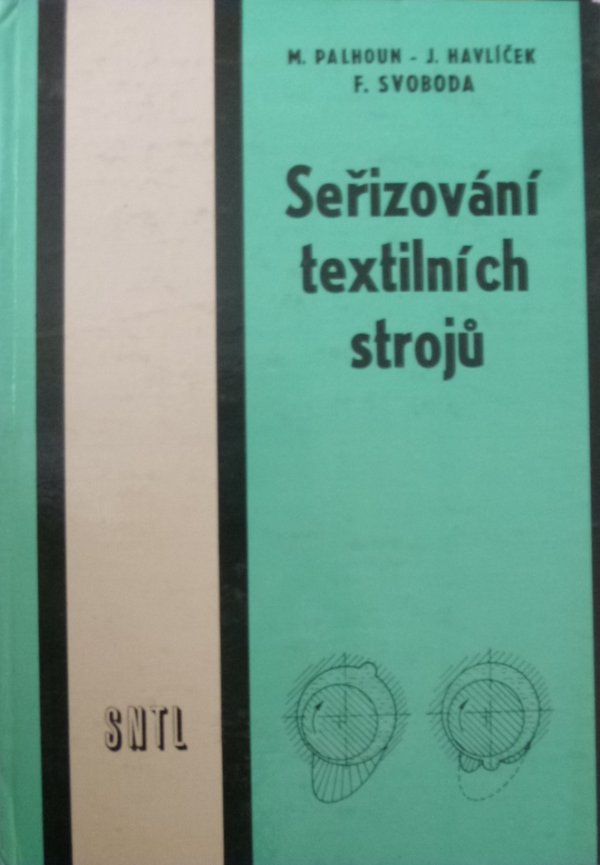 M. PALHOUN - J. HAVLÍČEK
F. SVOBODA
Seřizování
textilních
strojů
SNTL